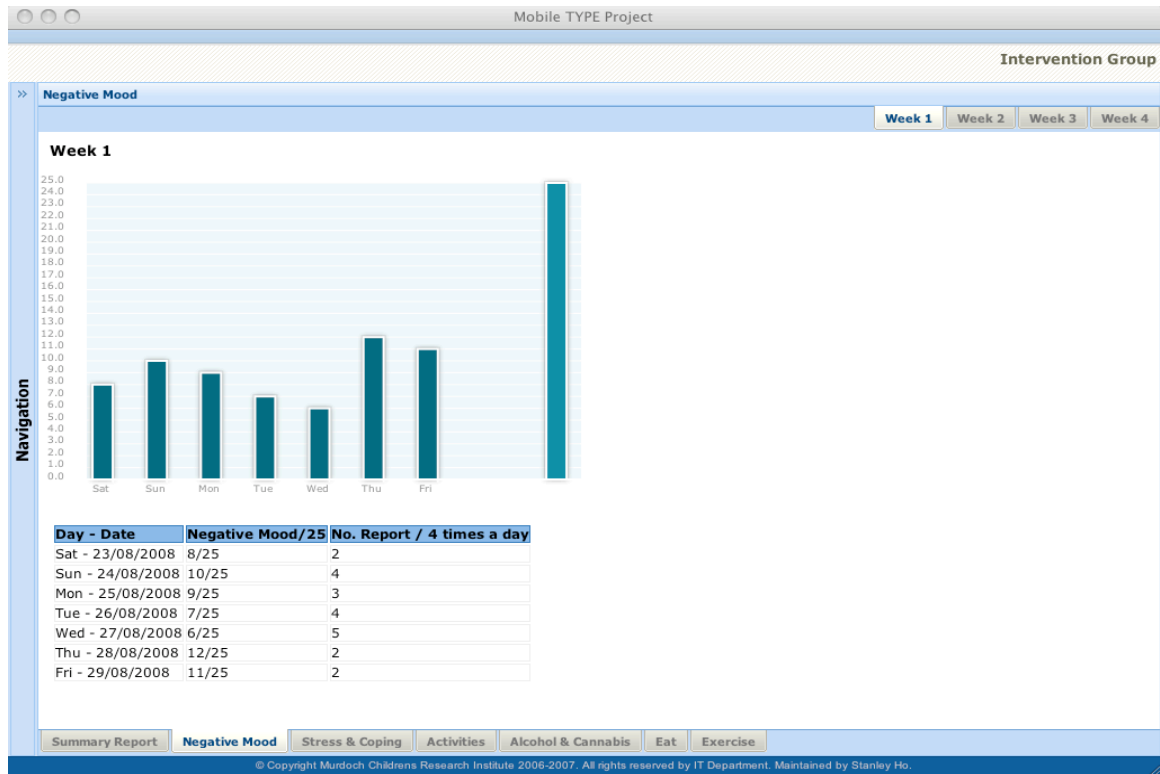 Mobile TYPE Project
Intervention Group
» Negative Mood
Week 1 Week 2 Week 3 Week 4
Navigation
Week 1
25.0
24.0
23.0
22.0
21.0
20.0
19.0
18.0
17.0
16.0
15.0
14.0
13.0
12.0
11.0
10.0
9.0
8.0
7.0
6.0
5.0
4.0
3.0
2.0
1.0
0.0
Sat Sun Mon Tue Wed Thu Fri
Day - Date Negative Mood/25 No. Report / 4 times a day
Sat - 23/08/2008 8/25 2
Sun - 24/08/2008 10/25 4
Mon - 25/08/2008 9/25 3
Tue - 26/08/2008 7/25 4
Wed - 27/08/2008 6/25 5
Thu - 28/08/2008 12/25 2
Fri - 29/08/2008 11/25 2
Summary Report Negative Mood Stress & Coping Activities Alcohol & Cannabis Eat Exercise
© Copyright Murdoch Childrens Research Institute 2006-2007. All rights reserved by IT Department. Maintained by Stanley Ho.